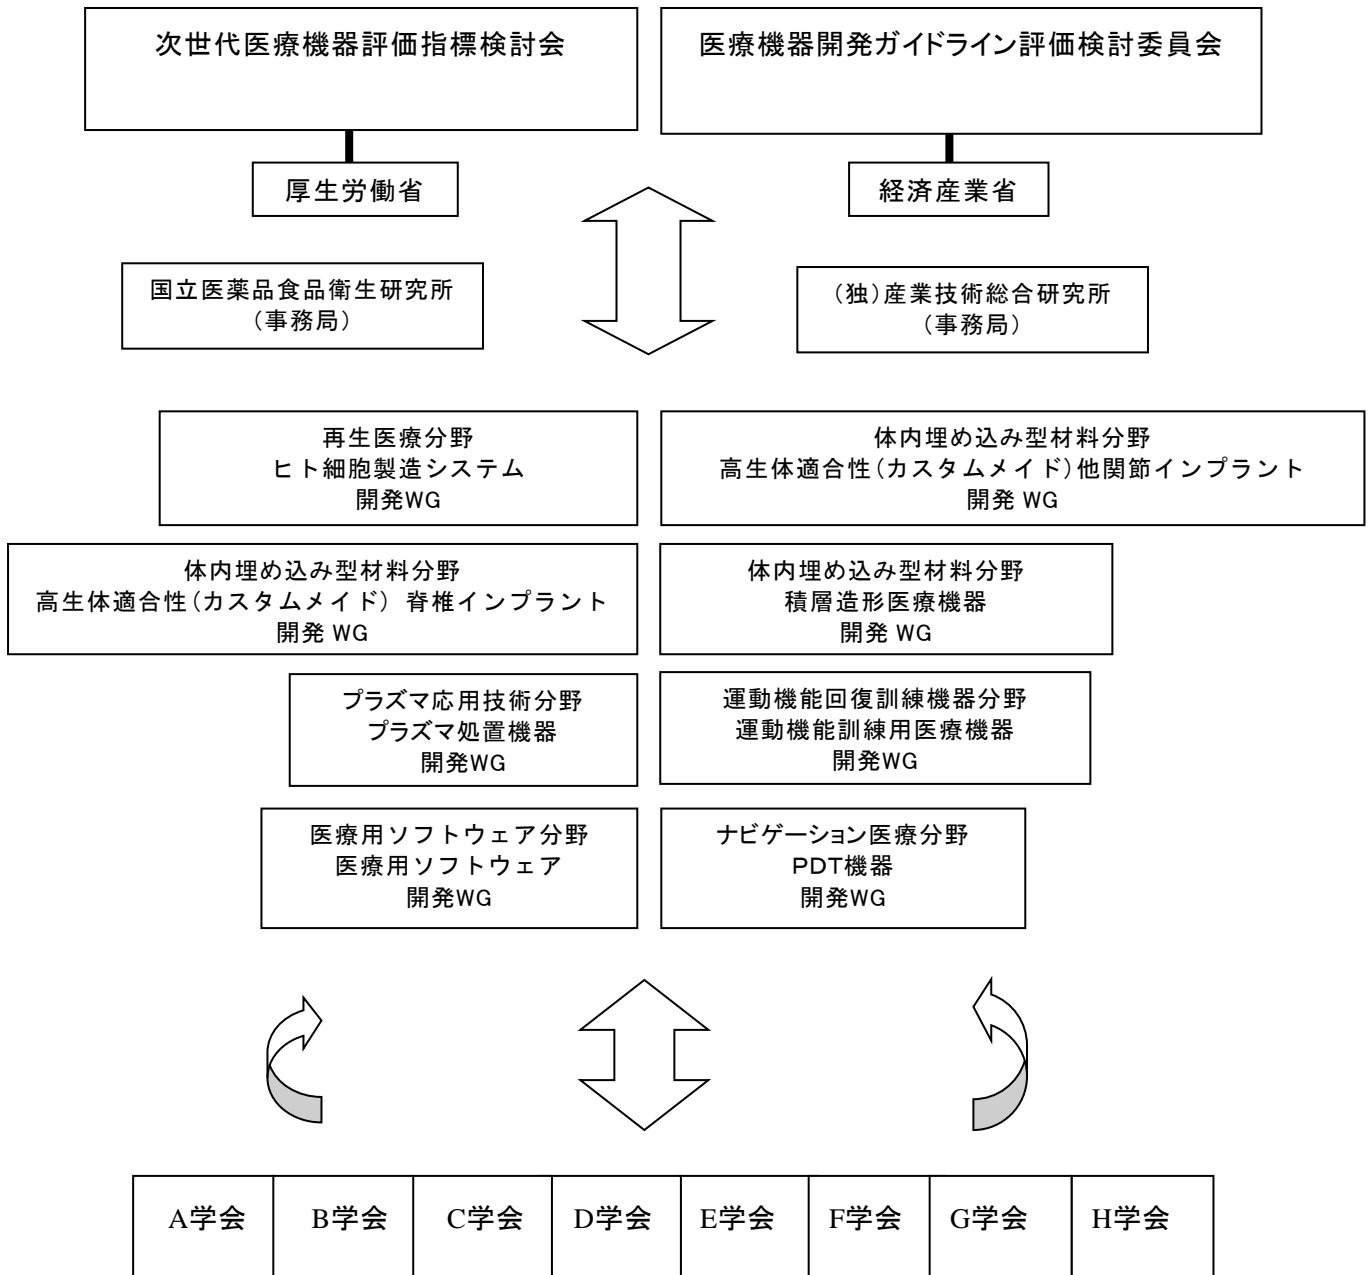 次世代医療機器評価指標検討会
医療機器開発ガイドライン評価検討委員会
厚生労働省
経済産業省
国立医薬品食品衛生研究所
（事務局）
（独）産業技術総合研究所
（事務局）
再生医療分野
ヒト細胞製造システム
開発WG
体内埋め込み型材料分野
高生体適合性（カスタムメイド）他関節インプラント
開発 WG
体内埋め込み型材料分野
高生体適合性（カスタムメイド） 脊椎インプラント
開発 WG
体内埋め込み型材料分野
積層造形医療機器
開発 WG
プラズマ応用技術分野
プラズマ処置機器
開発WG
運動機能回復訓練機器分野
運動機能訓練用医療機器
開発WG
医療用ソフトウェア分野
医療用ソフトウェア
開発WG
ナビゲーション医療分野
PDT機器
開発WG
A学会
B学会
C学会
D学会
E学会
F学会
G学会
H学会